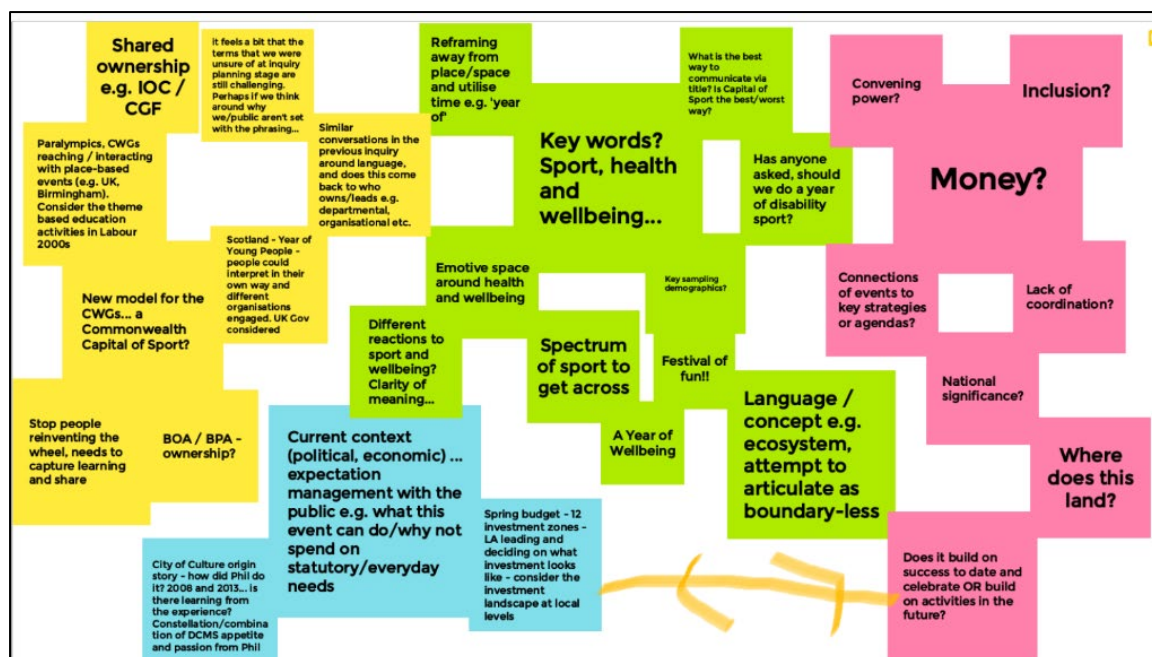 Shared
ownership
e.g. IOC /
CGF
it feels a bit that the
terms that we were
unsure of at inquiry
planning stage are
still challenging.
Perhaps if we think
around why
we/public aren't set
with the phrasing...
Paralympics, CWGs
reaching / interacting
with place-based
events (e.g. UK,
Birmingham).
Consider the theme
based education
activities in Labour
2000s
Similar
conversations in the
previous inquiry
around language,
and does this come
back to who
owns/leads e.g.
departmental,
organisational etc.
Scotland - Year of
Young People -
people could
interpret in their
own way and
different
organisations
engaged. UK Gov
considered
New model for the
CWGs... a
Commonwealth
Capital of Sport?
Stop people
reinventing the
wheel, needs to
capture learning
and share
BOA / BPA -
ownership?
Reframing
away from
place/space
and utilise
time e.g. 'year
of'
Key words?
Sport, health
and
wellbeing...
What is the best
way to
communicate via
title? Is Capital of
Sport the best/worst
way?
Has anyone
asked, should
we do a year
of disability
sport?
Emotive space
around health
and wellbeing
Key sampling
demographics?
Different
reactions to
sport and
wellbeing?
Clarity of
meaning...
Spectrum
of sport to
get across
Festival of
fun!!
A Year of
Wellbeing
Language /
concept e.g.
ecosystem,
attempt to
articulate as
boundary-less
Current context
(political, economic) ...
expectation
management with the
public e.g. what this
event can do/why not
spend on
statutory/everyday
needs
City of Culture origin
story - how did Phil do
it? 2008 and 2013... is
there learning from
the experience?
Constellation/combina
tion of DCMS appetite
and passion from Phil
Spring budget - 12
investment zones -
LA leading and
deciding on what
investment looks
like - consider the
investment
landscape at local
levels
Convening
power?
Inclusion?
Money?
Connections of
events to
key strategies
or agendas?
Lack of
coordination?
National
significance?
Where
does this
land?
Does it build on
success to date and
celebrate OR build
on activities in the
future?